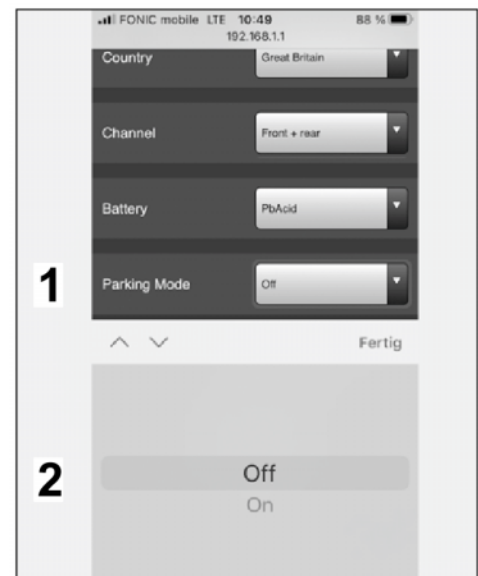 FONIC mobile LTE 10:49 88 %
192.168.1.1
Country Great Britain
Channel Front + rear
Battery PbAcid
1 Parking Mode Off
Fertig
2 Off
On